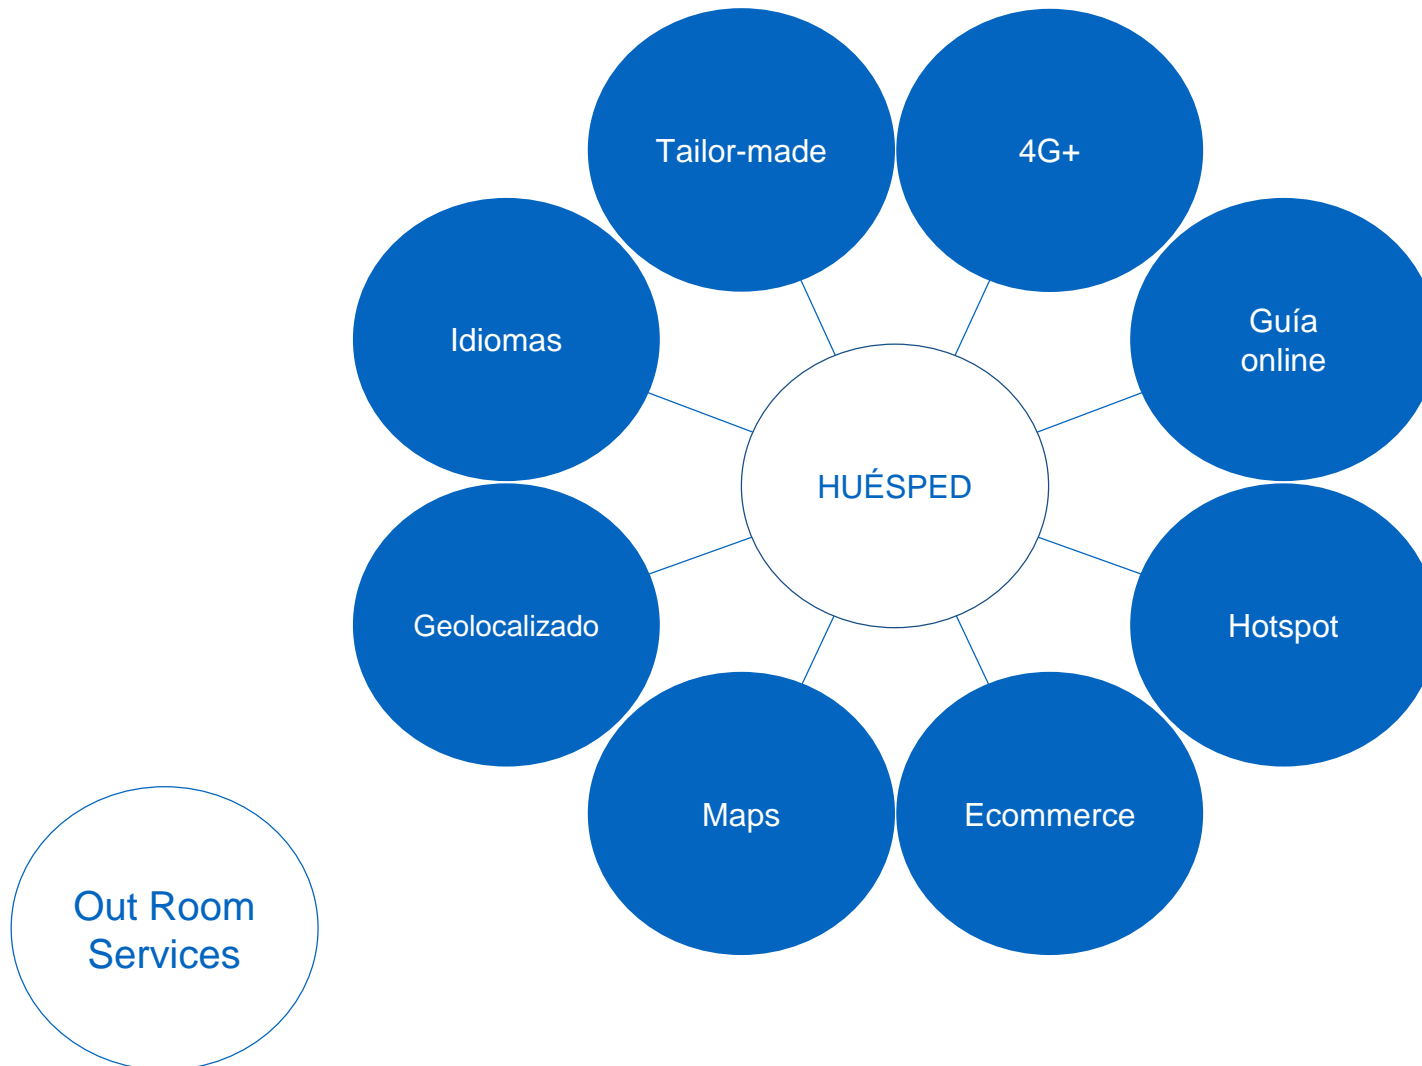 Tailor-made
4G+
Idiomas
Guía
online
HUÉSPED
Geolocalizado
Hotspot
Maps
Ecommerce
Out Room
Services